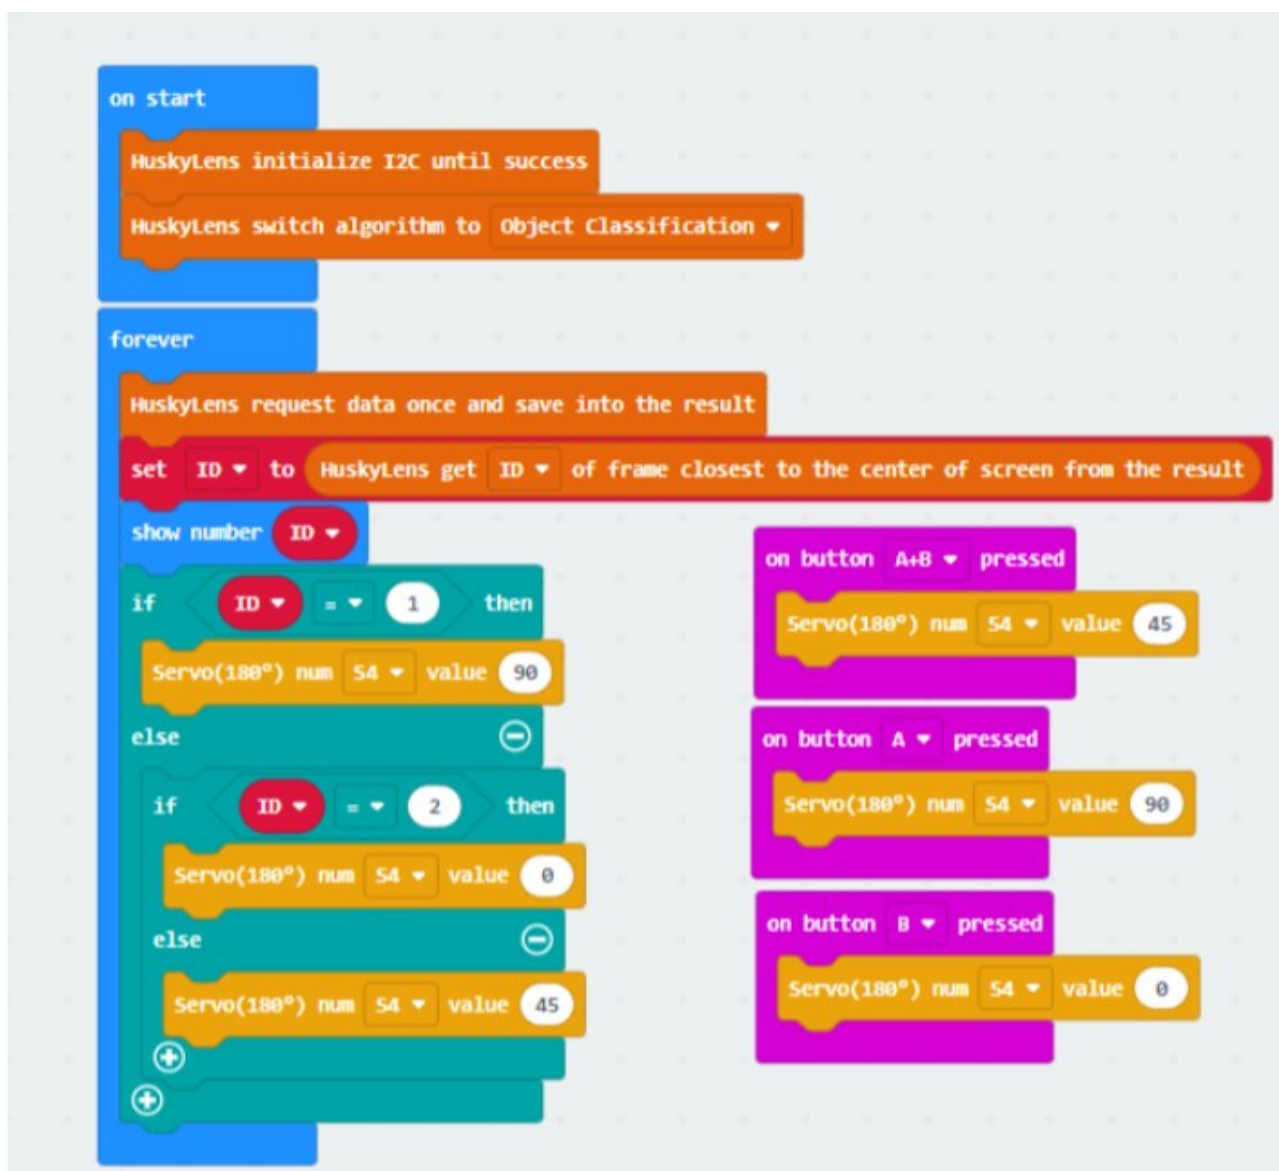 on start
HuskyLens initialize I2C until success
HuskyLens switch algorithm to Object Classification
forever
HuskyLens request data once and save into the result
set ID to HuskyLens get ID of frame closest to the center of screen from the result
show number ID
if ID = 1 then
Servo(180°) num S4 value 90
else
if ID = 2 then
Servo(180°) num S4 value 0
else
Servo(180°) num S4 value 45
on button A+B pressed
Servo(180°) num S4 value 45
on button A pressed
Servo(180°) num S4 value 90
on button B pressed
Servo(180°) num S4 value 0